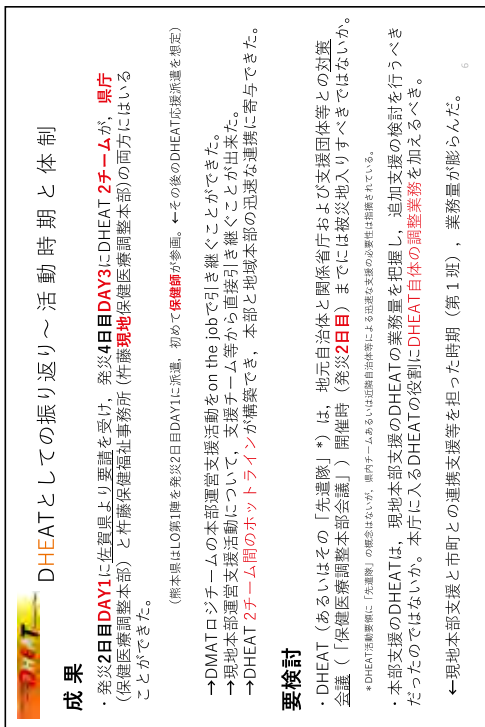 DHEAT
DHEATとしての振り返り～活動時期と体制
成果
・発災2日目DAY1に佐賀県より要請を受け，発災4日目DAY3にDHEAT 2チームが，県庁
（保健医療調整本部）と杵藤保健福祉事務所（杵藤現地保健医療調整本部）の両方にはいる
ことができた。
（熊本県はLO第1陣を発災2日目DAY1に派遣，初めて保健師が参画。←その後のDHEAT応援派遣を想定）
→DMATロジチームの本部運営支援活動をon the jobで引き継ぐことができた。
→現地本部運営支援活動について，支援チーム等から直接引き継ぐことが出来た。
→DHEAT 2チーム間のホットラインが構築でき，本部と地域本部の迅速な連携に寄与できた。
要検討
・DHEAT（あるいはその「先遣隊」*）は，地元自治体と関係省庁および支援団体等との対策
会議（「保健医療調整本部会議」）開催時（発災2日目）までには被災地入りすべきではないか。
*DHEAT活動要領に「先遣隊」の概念はないが，県内チームあるいは近隣自治体等による迅速な支援の必要性は指摘されている。
・本部支援のDHEATは，現地本部支援のDHEATの業務量を把握し，追加支援の検討を行うべき
だったのではないか。本庁に入るDHEATの役割にDHEAT自体の調整業務を加えるべき。
←現地本部支援と市町との連携支援等を担った時期（第１班），業務量が膨らんだ。
6